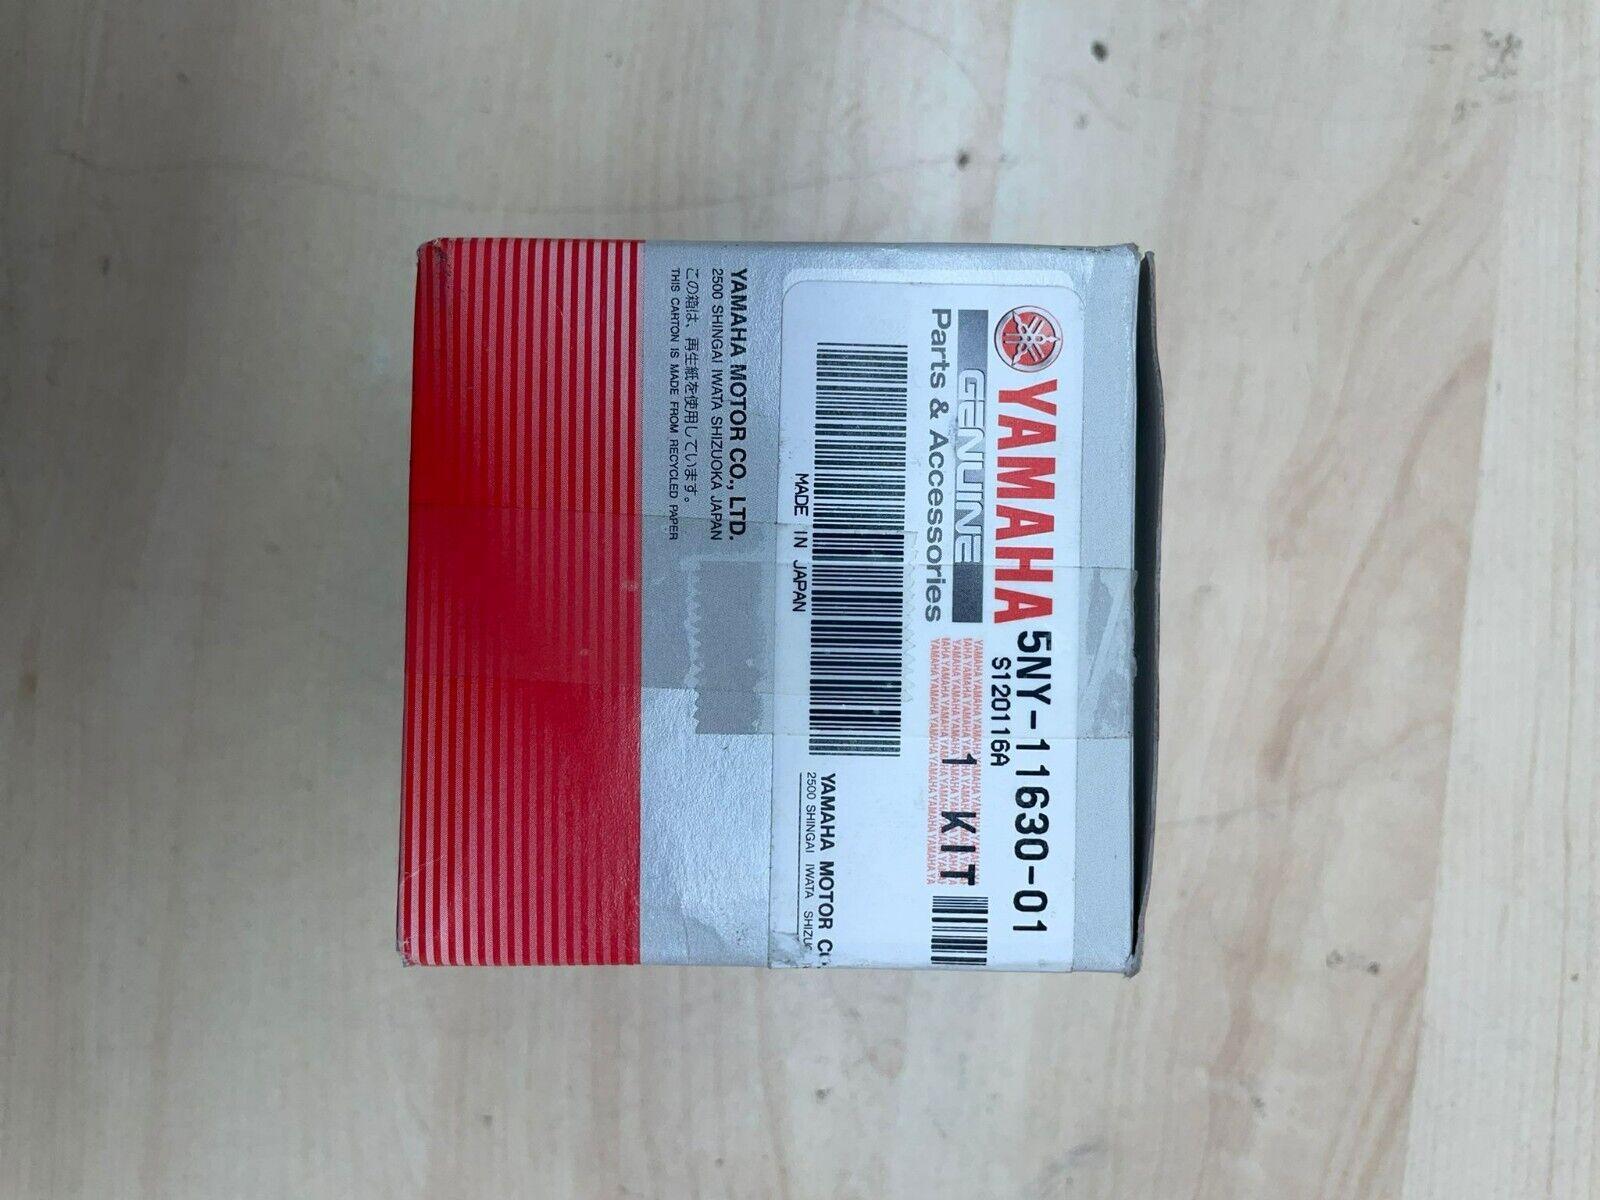 YAMAHA
5NY-11630-01
S120116A
GENUINE
Parts & Accessories
1 KIT
MADE IN JAPAN
YAMAHA MOTOR CO
2500 SHINGAI IWATA SHIZU
YAMAHA MOTOR CO., LTD.
2500 SHINGAI IWATA SHIZUOKA JAPAN
この箱は、再生紙を使用しています。
THIS CARTON IS MADE FROM RECYCLED PAPER